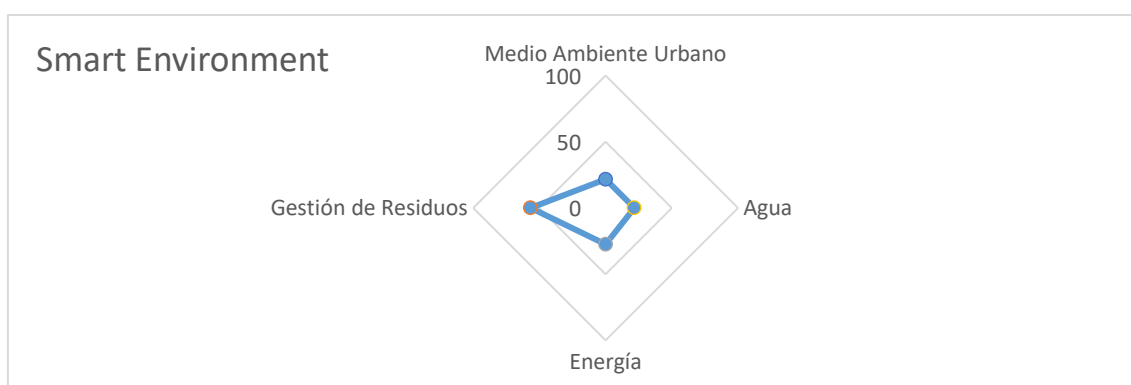 Smart Environment
Medio Ambiente Urbano
100
50
Gestión de Residuos
0
Agua
Energía